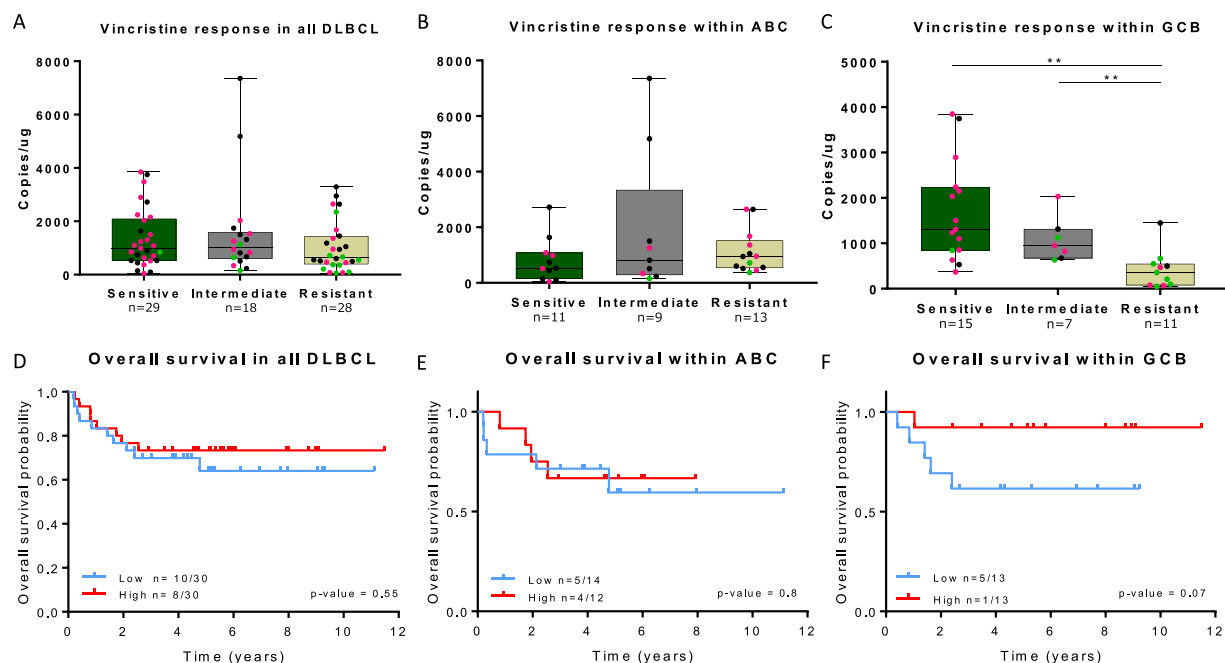 A
Vincristine response in all DLBCL
Copies/ug
8000
6000
4000
2000
0
Sensitive Intermediate Resistant
n=29 n=18 n=28
B
Vincristine response within ABC
Copies/ug
8000
6000
4000
2000
0
Sensitive Intermediate Resistant
n=11 n=9 n=13
C
Vincristine response within GCB
Copies/ug
5000
4000
3000
2000
1000
0
**
**
Sensitive Intermediate Resistant
n=15 n=7 n=11
D
Overall survival in all DLBCL
Overall survival probability
1.0
0.8
0.6
0.4
0.2
0.0
Low n= 10/30
High n= 8/30
p-value = 0.55
0 2 4 6 8 10 12
Time (years)
E
Overall survival within ABC
Overall survival probability
1.0
0.5
0.0
Low n=5/14
High n=4/12
p-value = 0.8
0 2 4 6 8 10 12
Time (years)
F
Overall survival within GCB
Overall survival probability
1.0
0.5
0.0
Low n=5/13
High n=1/13
p-value = 0.07
0 2 4 6 8 10 12
Time (years)